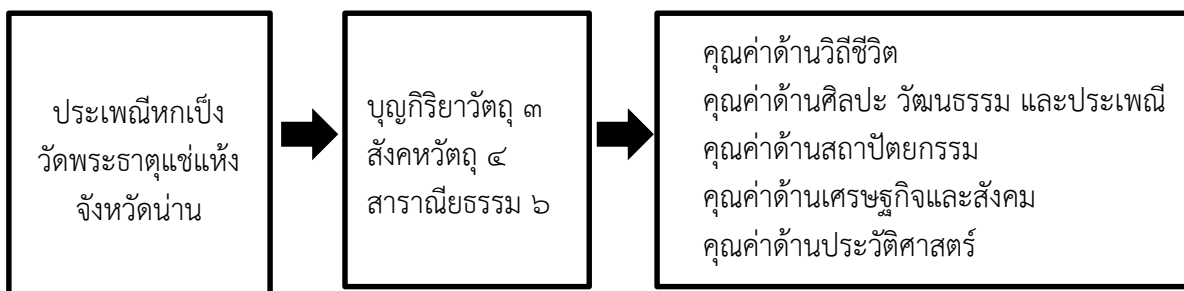 ประเพณีหกเป็ง
วัดพระธาตุแช่แห้ง
จังหวัดน่าน
บุญกิริยาวัตถุ ๓
สังคหวัตถุ ๔
สาราณียธรรม ๖
คุณค่าด้านวิถีชีวิต
คุณค่าด้านศิลปะ วัฒนธรรม และประเพณี
คุณค่าด้านสถาปัตยกรรม
คุณค่าด้านเศรษฐกิจและสังคม
คุณค่าด้านประวัติศาสตร์